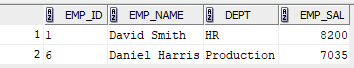 EMP_ID EMP_NAME DEPT EMP_SAL
1 1 David Smith HR 8200
2 6 Daniel Harris Production 7035